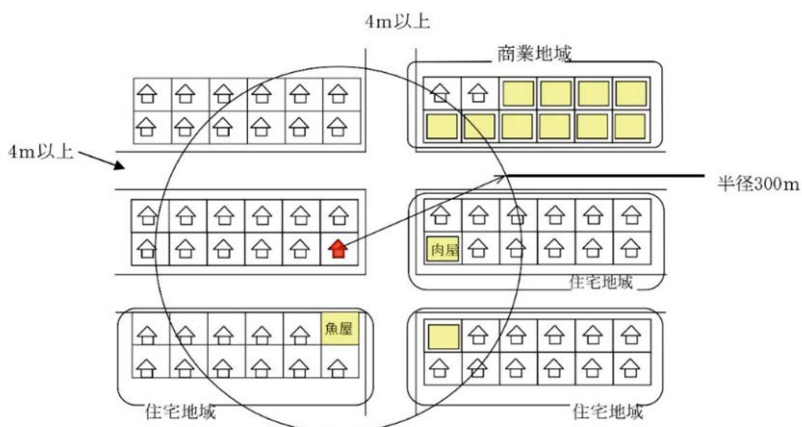 4m以上
商業地域
4m以上
半径300m
肉屋
住宅地域
魚屋
住宅地域
住宅地域